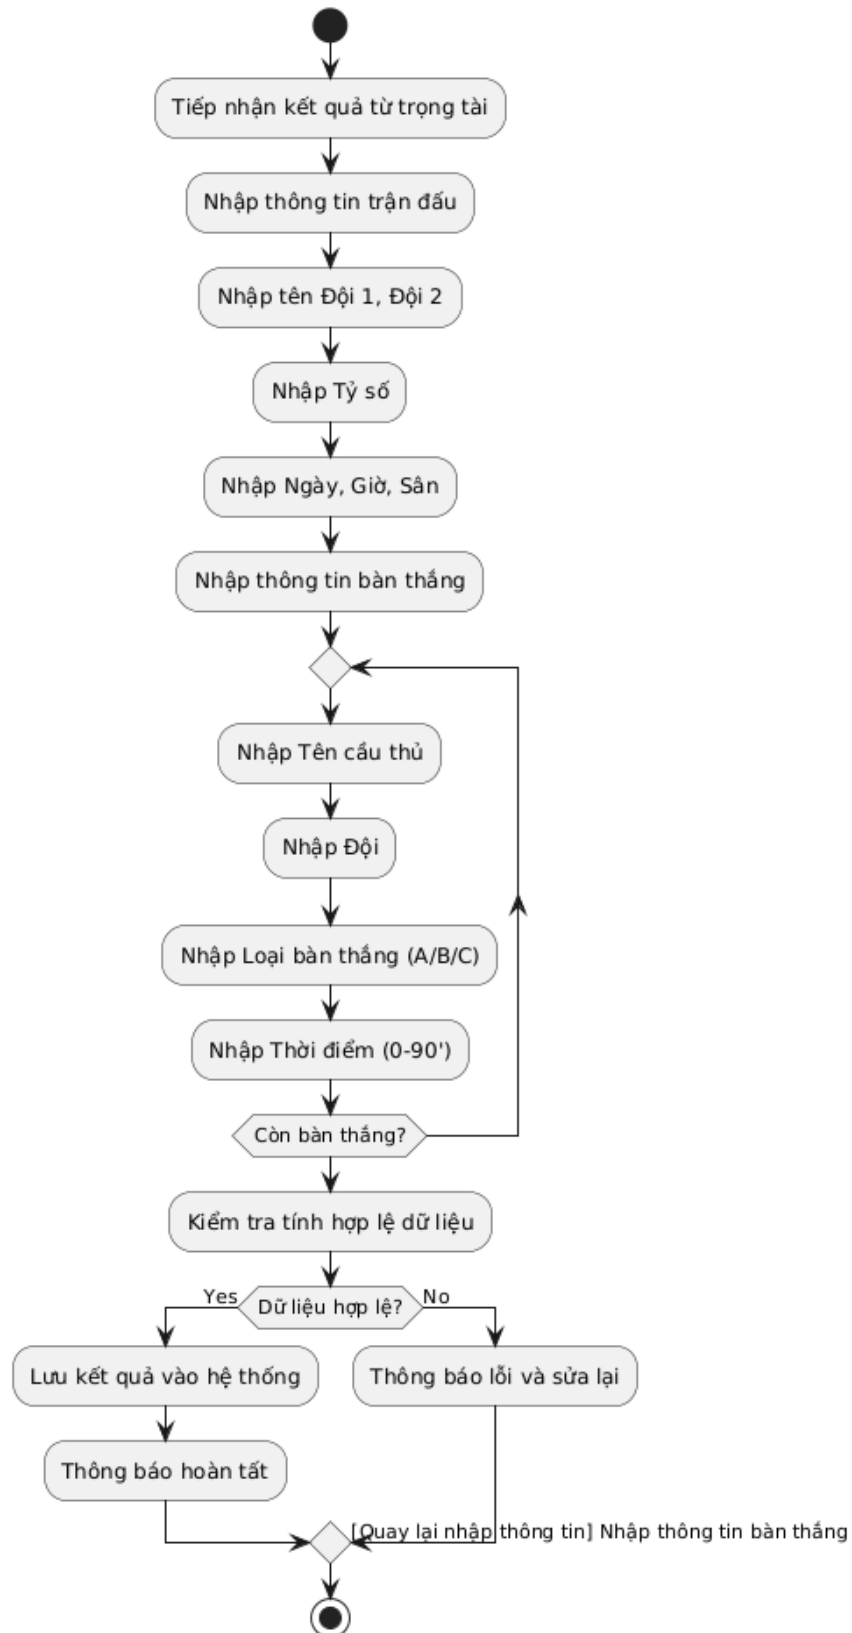 Tiếp nhận kết quả từ trọng tài
Nhập thông tin trận đấu
Nhập tên Đội 1, Đội 2
Nhập Tỷ số
Nhập Ngày, Giờ, Sân
Nhập thông tin bàn thắng
Nhập Tên cầu thủ
Nhập Đội
Nhập Loại bàn thắng (A/B/C)
Nhập Thời điểm (0-90')
Còn bàn thắng?
Kiểm tra tính hợp lệ dữ liệu
Yes
Dữ liệu hợp lệ?
No
Lưu kết quả vào hệ thống
Thông báo lỗi và sửa lại
Thông báo hoàn tất
[Quay lại nhập thông tin] Nhập thông tin bàn thắng